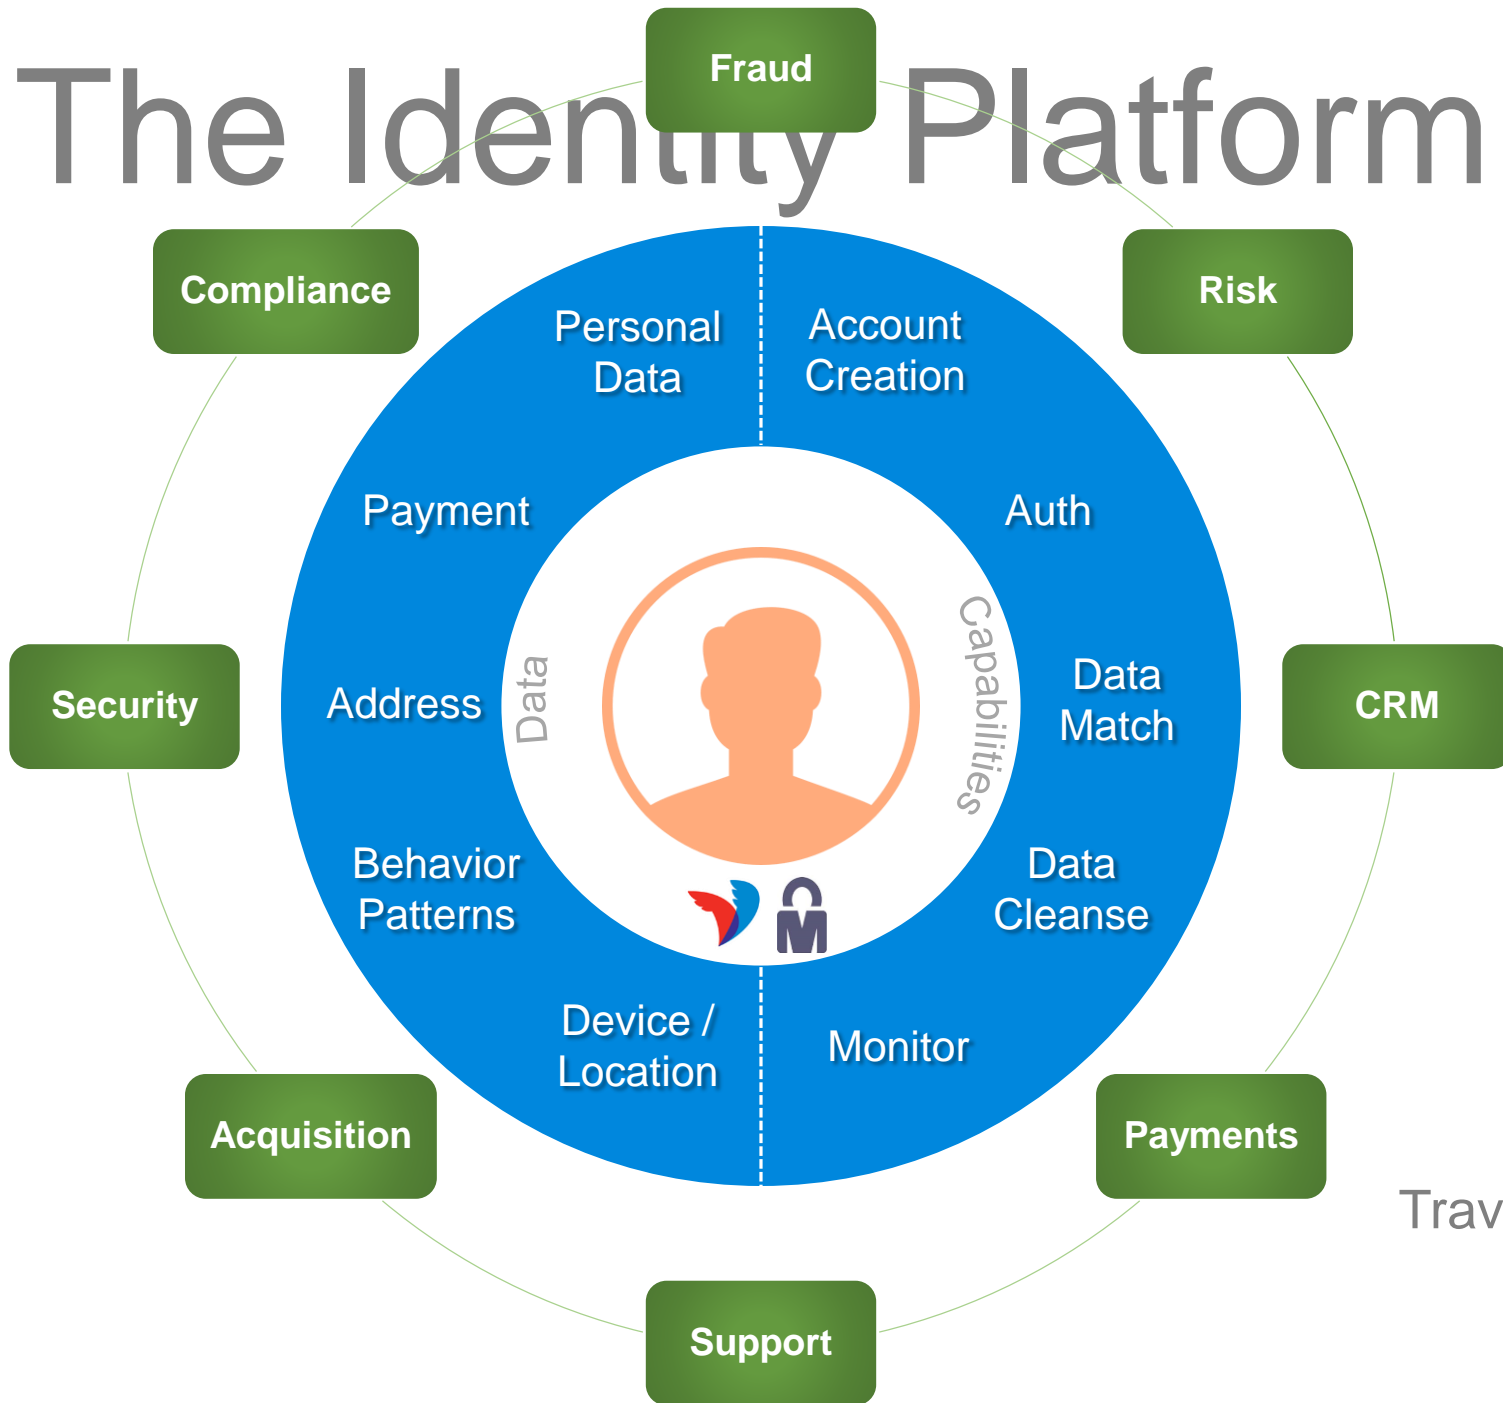 Fraud
The Identity Platform
Compliance
Risk
Personal
Data
Account
Creation
Payment
Auth
Data
Capabilities
Security
Address
Data
Match
CRM
Behavior
Patterns
Data
Cleanse
Device /
Location
Monitor
Acquisition
Payments
Trav
Support